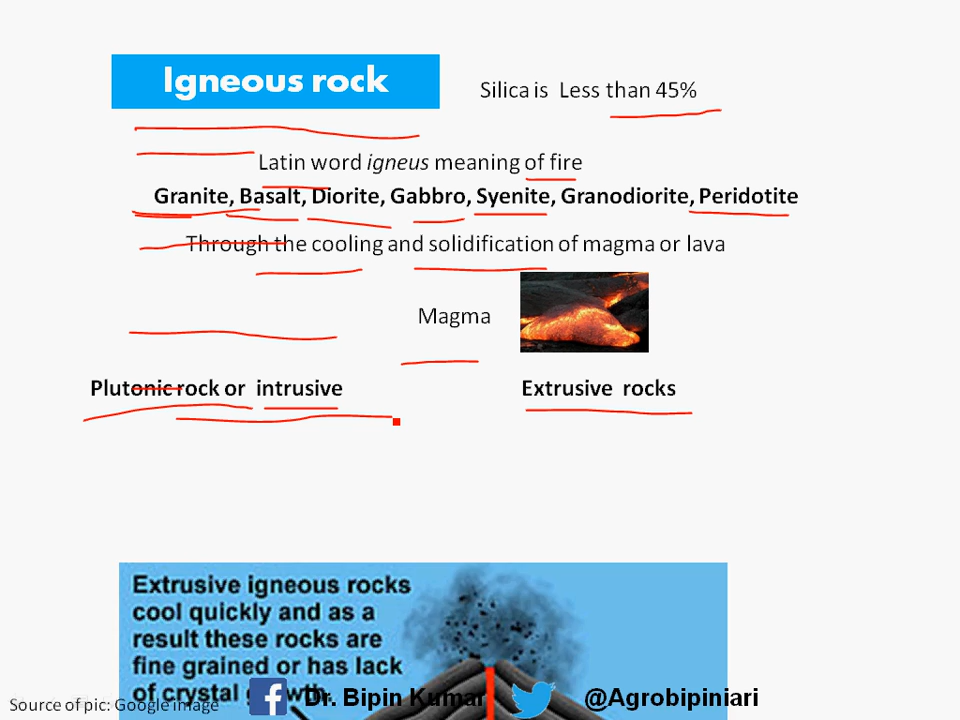 Igneous rock
Silica is Less than 45%
Latin word igneus meaning of fire
Granite, Basalt, Diorite, Gabbro, Syenite, Granodiorite, Peridotite
Through the cooling and solidification of magma or lava
Magma
Plutonic rock or intrusive
Extrusive rocks
Extrusive igneous rocks
cool quickly and as a
result these rocks are
fine grained or has lack
of crystal growth.
Source of pic: Google image
Dr. Bipin Kumar
@Agrobipiniari